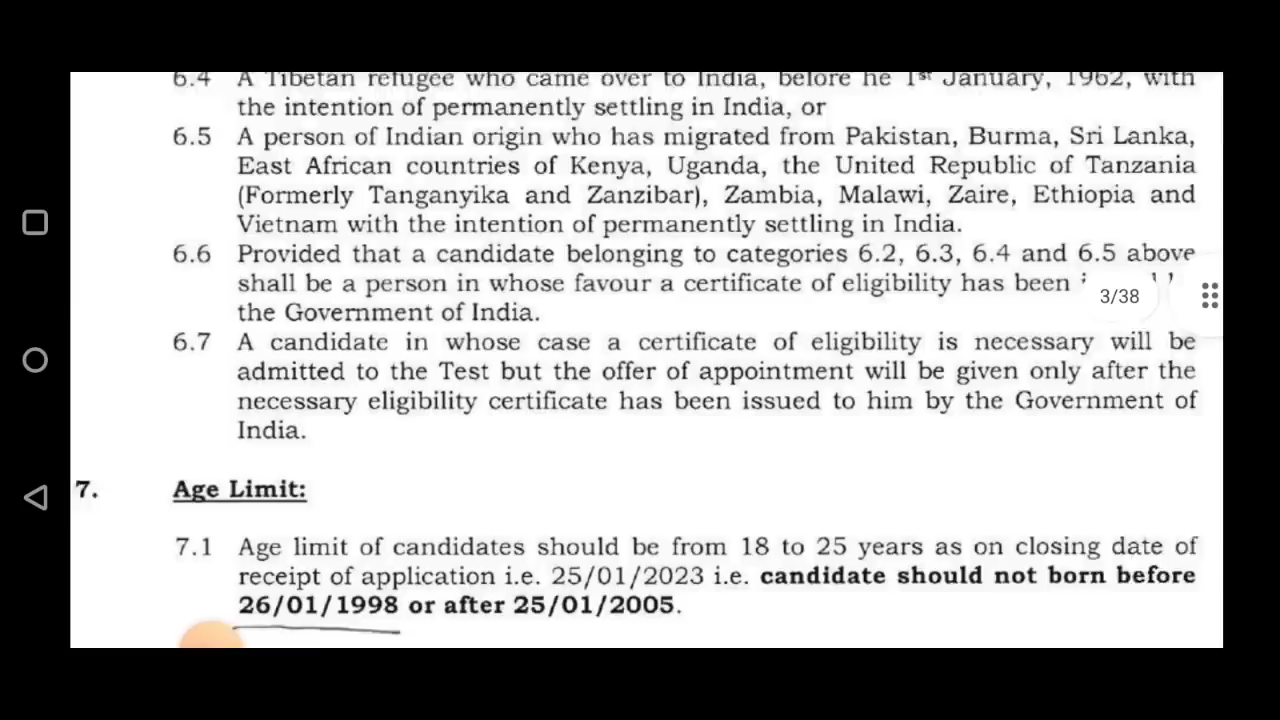 6.4 A Tibetan refugee who came over to India, before he 1st January, 1962, with
the intention of permanently settling in India, or
6.5 A person of Indian origin who has migrated from Pakistan, Burma, Sri Lanka,
East African countries of Kenya, Uganda, the United Republic of Tanzania
(Formerly Tanganyika and Zanzibar), Zambia, Malawi, Zaire, Ethiopia and
Vietnam with the intention of permanently settling in India.
6.6 Provided that a candidate belonging to categories 6.2, 6.3, 6.4 and 6.5 above
shall be a person in whose favour a certificate of eligibility has been
3/38
the Government of India.
6.7 A candidate in whose case a certificate of eligibility is necessary will be
admitted to the Test but the offer of appointment will be given only after the
necessary eligibility certificate has been issued to him by the Government of
India.
7. Age Limit:
7.1 Age limit of candidates should be from 18 to 25 years as on closing date of
receipt of application i.e. 25/01/2023 i.e. candidate should not born before
26/01/1998 or after 25/01/2005.